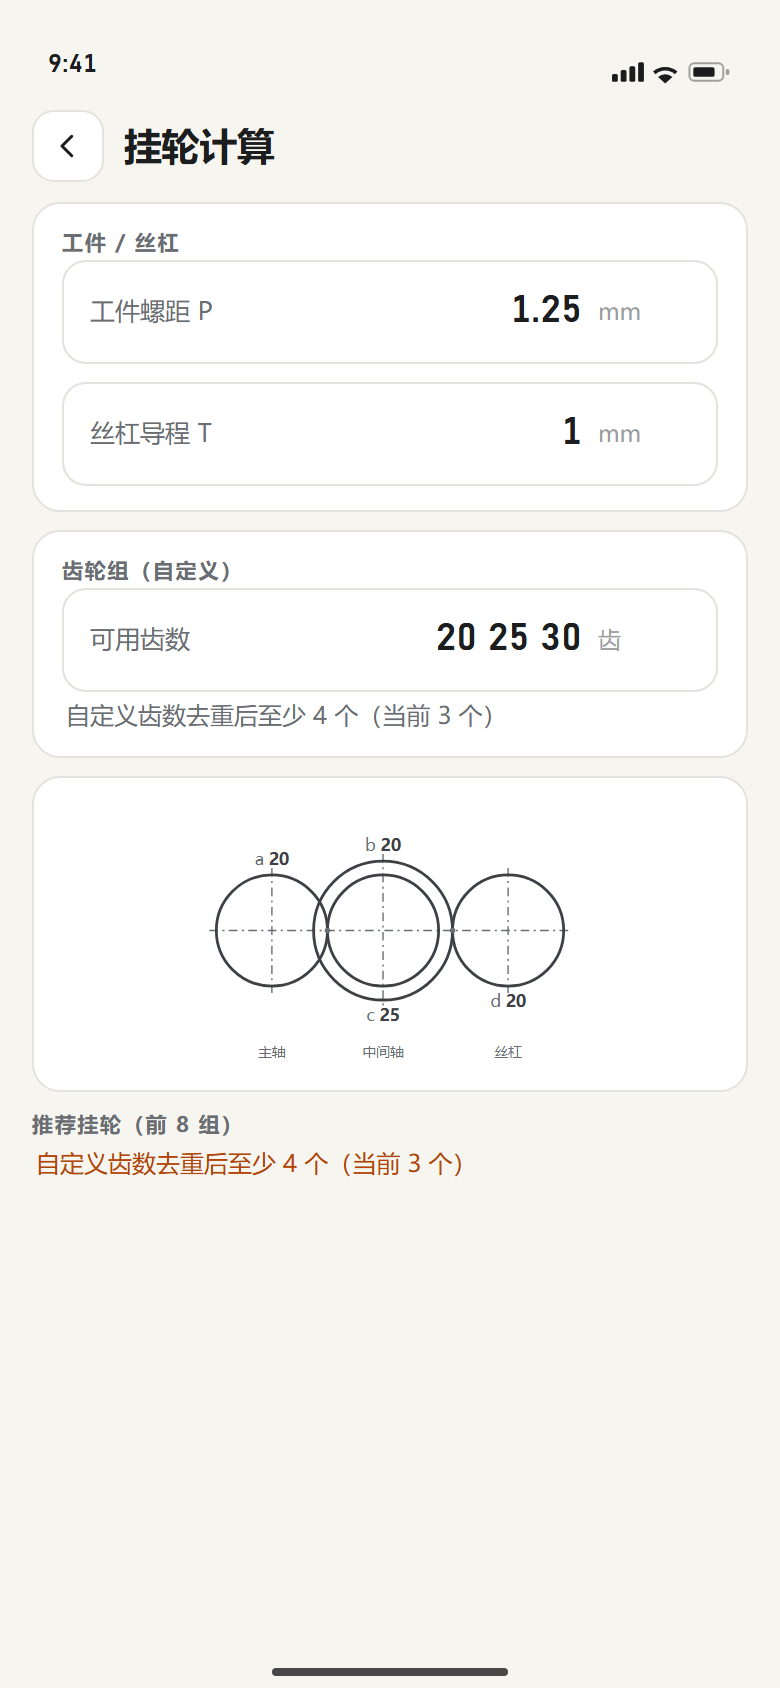 9:41
挂轮计算
工件 / 丝杠
工件螺距 P 1.25 mm
丝杠导程 T 1 mm
齿轮组（自定义）
可用齿数 20 25 30 齿
自定义齿数去重后至少 4 个（当前 3 个）
b 20
a 20
d 20
c 25
主轴 中间轴 丝杠
推荐挂轮（前 8 组）
自定义齿数去重后至少 4 个（当前 3 个）